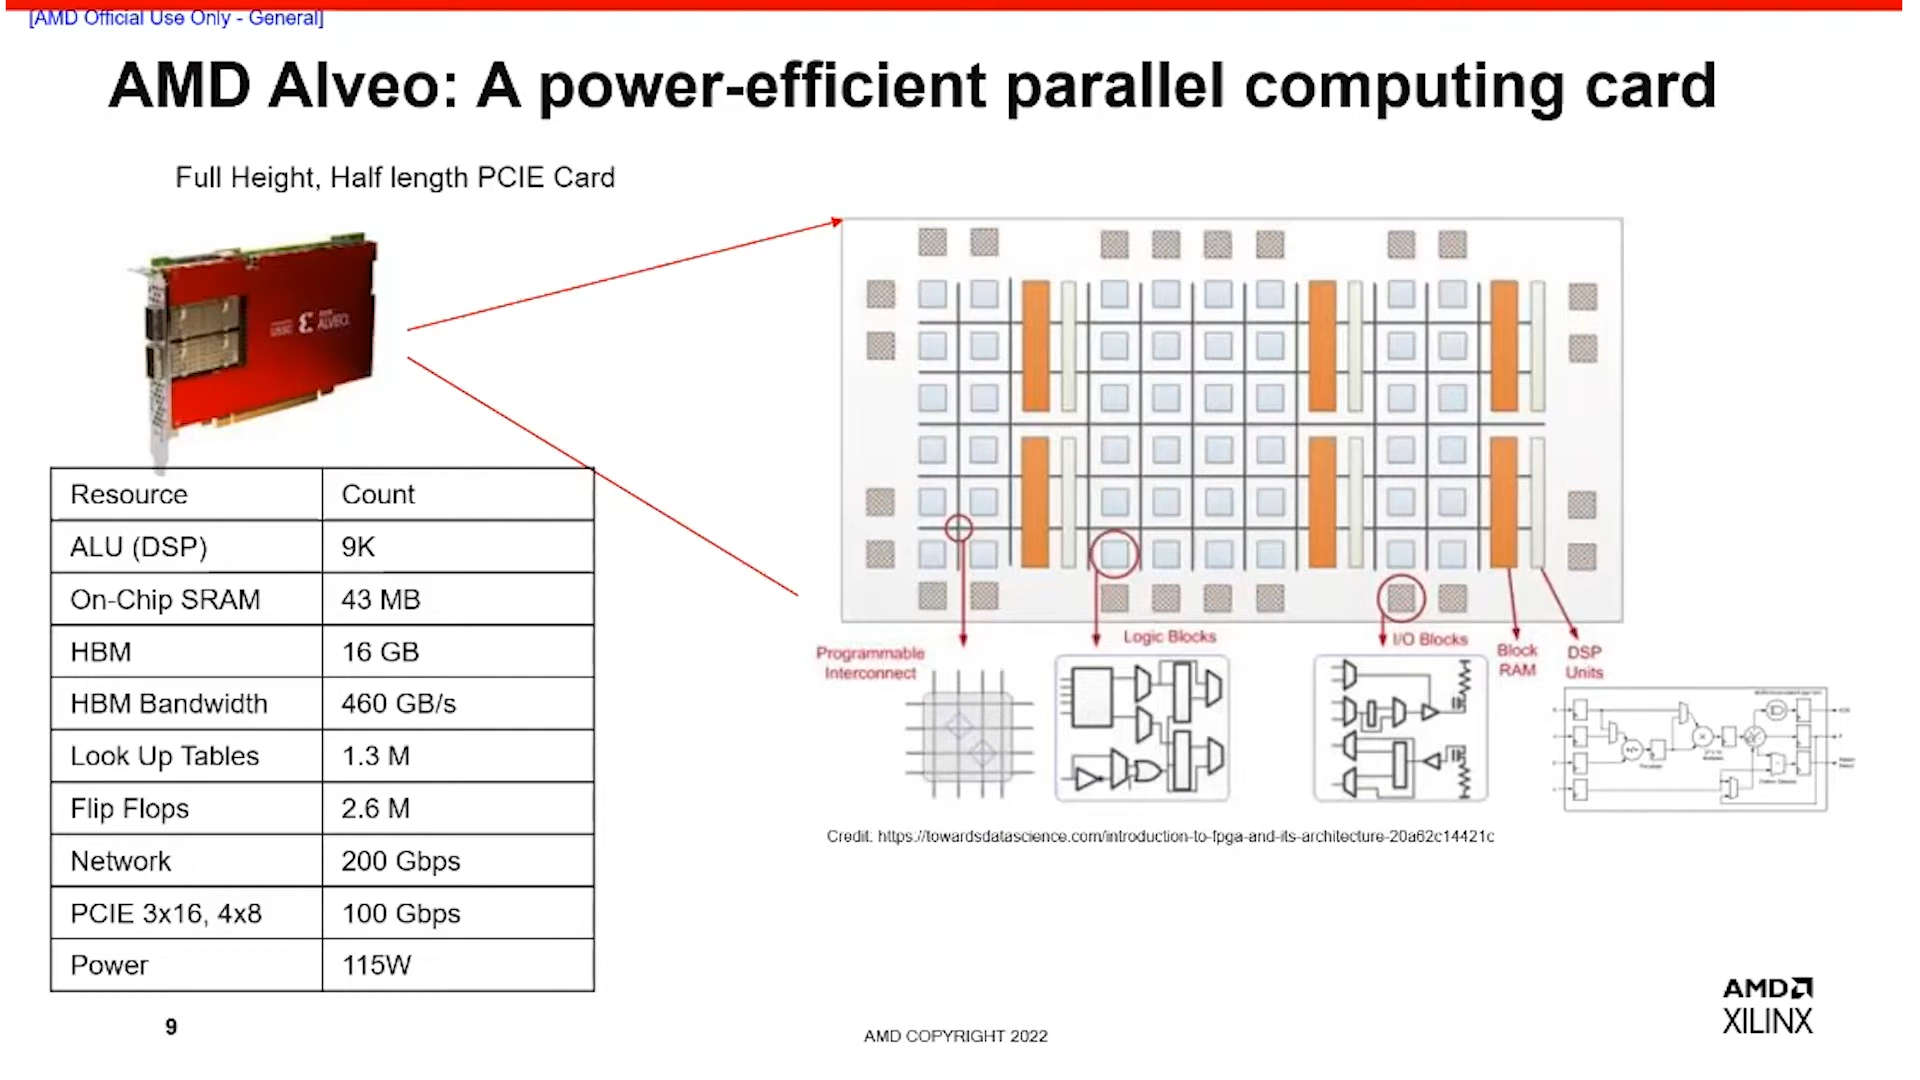 [AMD Official Use Only - General]
AMD Alveo: A power-efficient parallel computing card
Full Height, Half length PCIE Card
ALVEO.
Resource Count
ALU (DSP) 9K
On-Chip SRAM 43 MB
HBM 16 GB
HBM Bandwidth 460 GB/s
Look Up Tables 1.3 M
Flip Flops 2.6 M
Network 200 Gbps
PCIE 3x16, 4x8 100 Gbps
Power 115W
Programmable
Interconnect
Logic Blocks
I/O Blocks
Block
RAM
DSP
Units
Credit: https://towardsdatascience.com/introduction-to-fpga-and-its-architecture-20a62c14421c
9
AMD COPYRIGHT 2022
AMD
XILINX